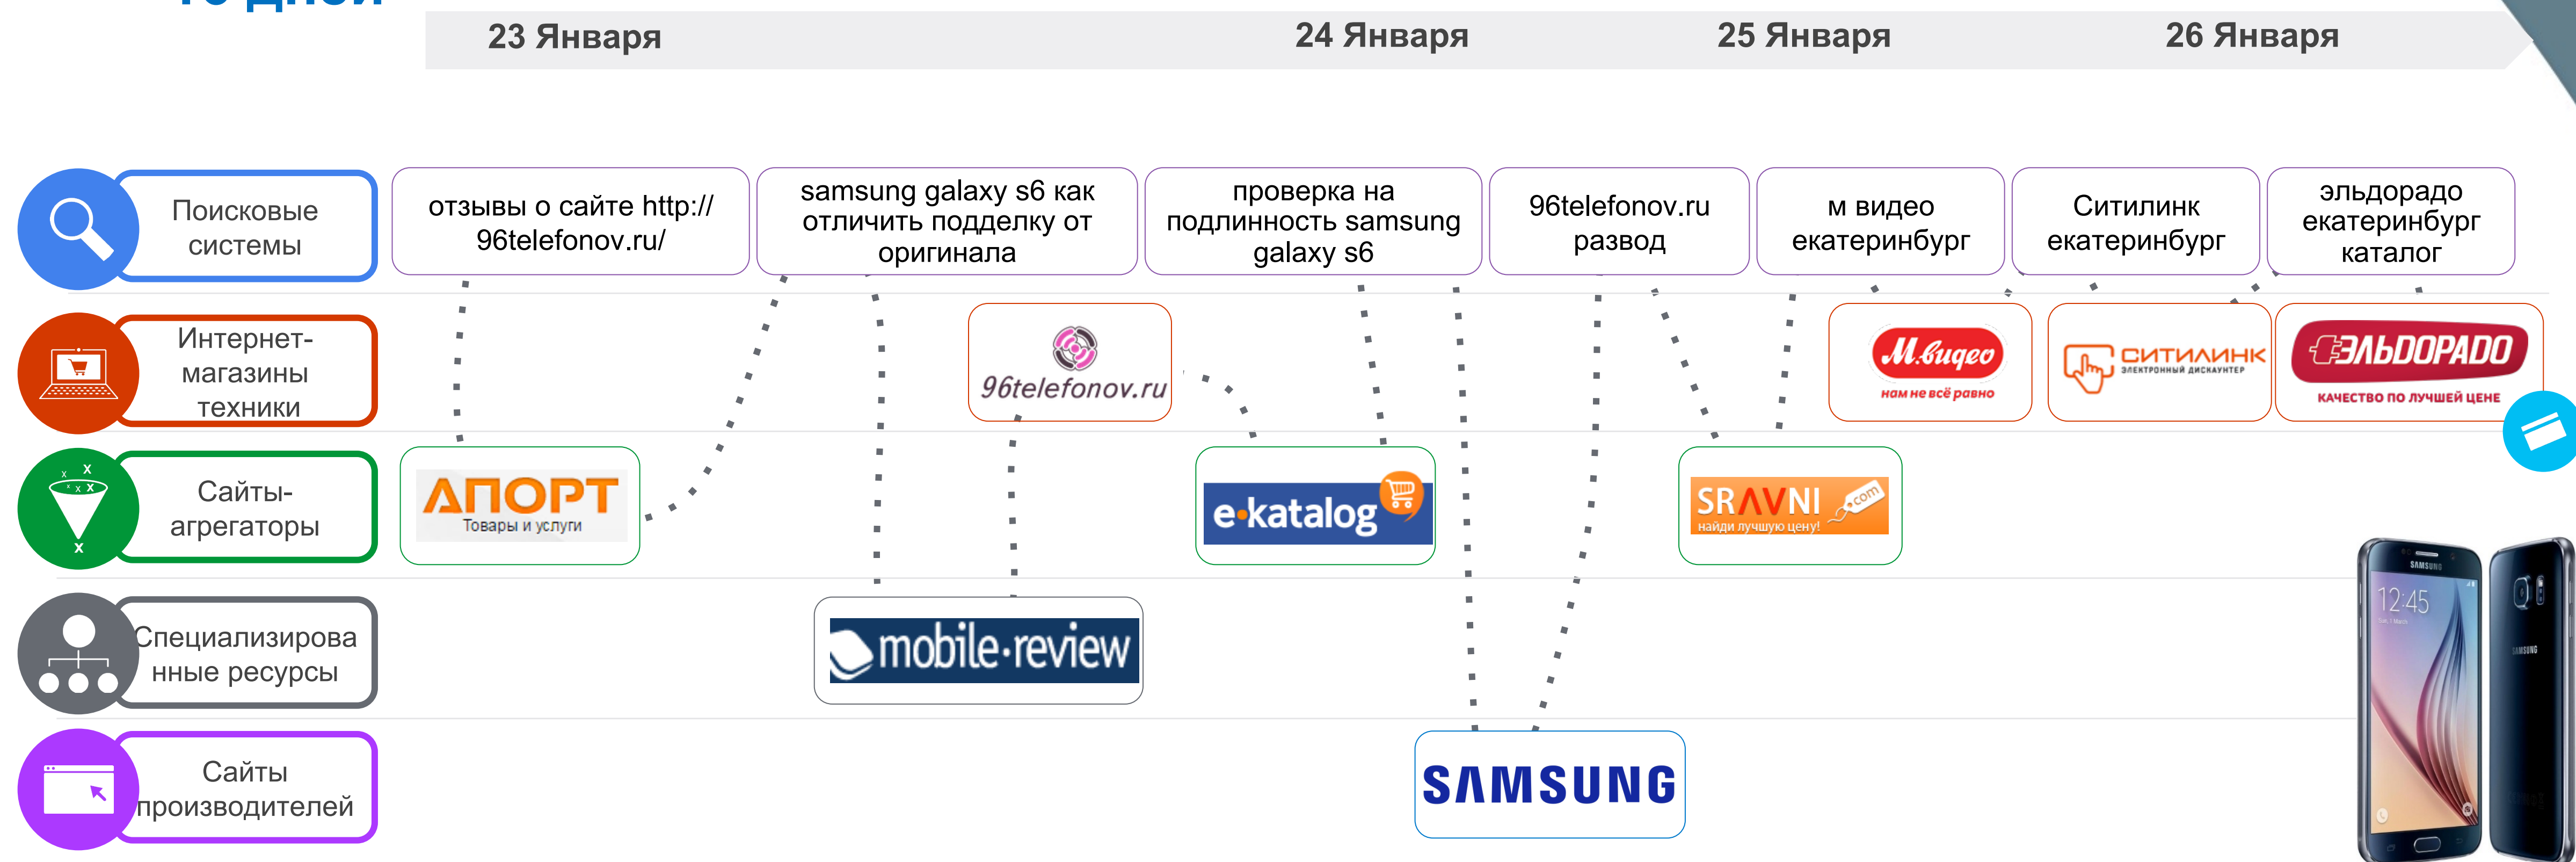 дней
23 Января
24 Января
25 Января
26 Января
Поисковые
системы
отзывы о сайте http://
96telefonov.ru/
samsung galaxy s6 как
отличить подделку от
оригинала
проверка на
подлинность samsung
galaxy s6
96telefonov.ru
развод
м видео
екатеринбург
Ситилинк
екатеринбург
эльдорадо
екатеринбург
каталог
Интернет-
магазины
техники
96telefonov.ru
М.видео
нам не всё равно
СИТИЛИНК
ЭЛЕКТРОННЫЙ ДИСКАУНТЕР
ЭЛЬДОРАДО
КАЧЕСТВО ПО ЛУЧШЕЙ ЦЕНЕ
x x
x x x
x
Сайты-
агрегаторы
АПОРТ
Товары и услуги
e-katalog
SRAVNI .com
найди лучшую цену!
Специализирова
нные ресурсы
mobile-review
Сайты
производителей
SAMSUNG
SAMSUNG
12:45
SAMSUNG